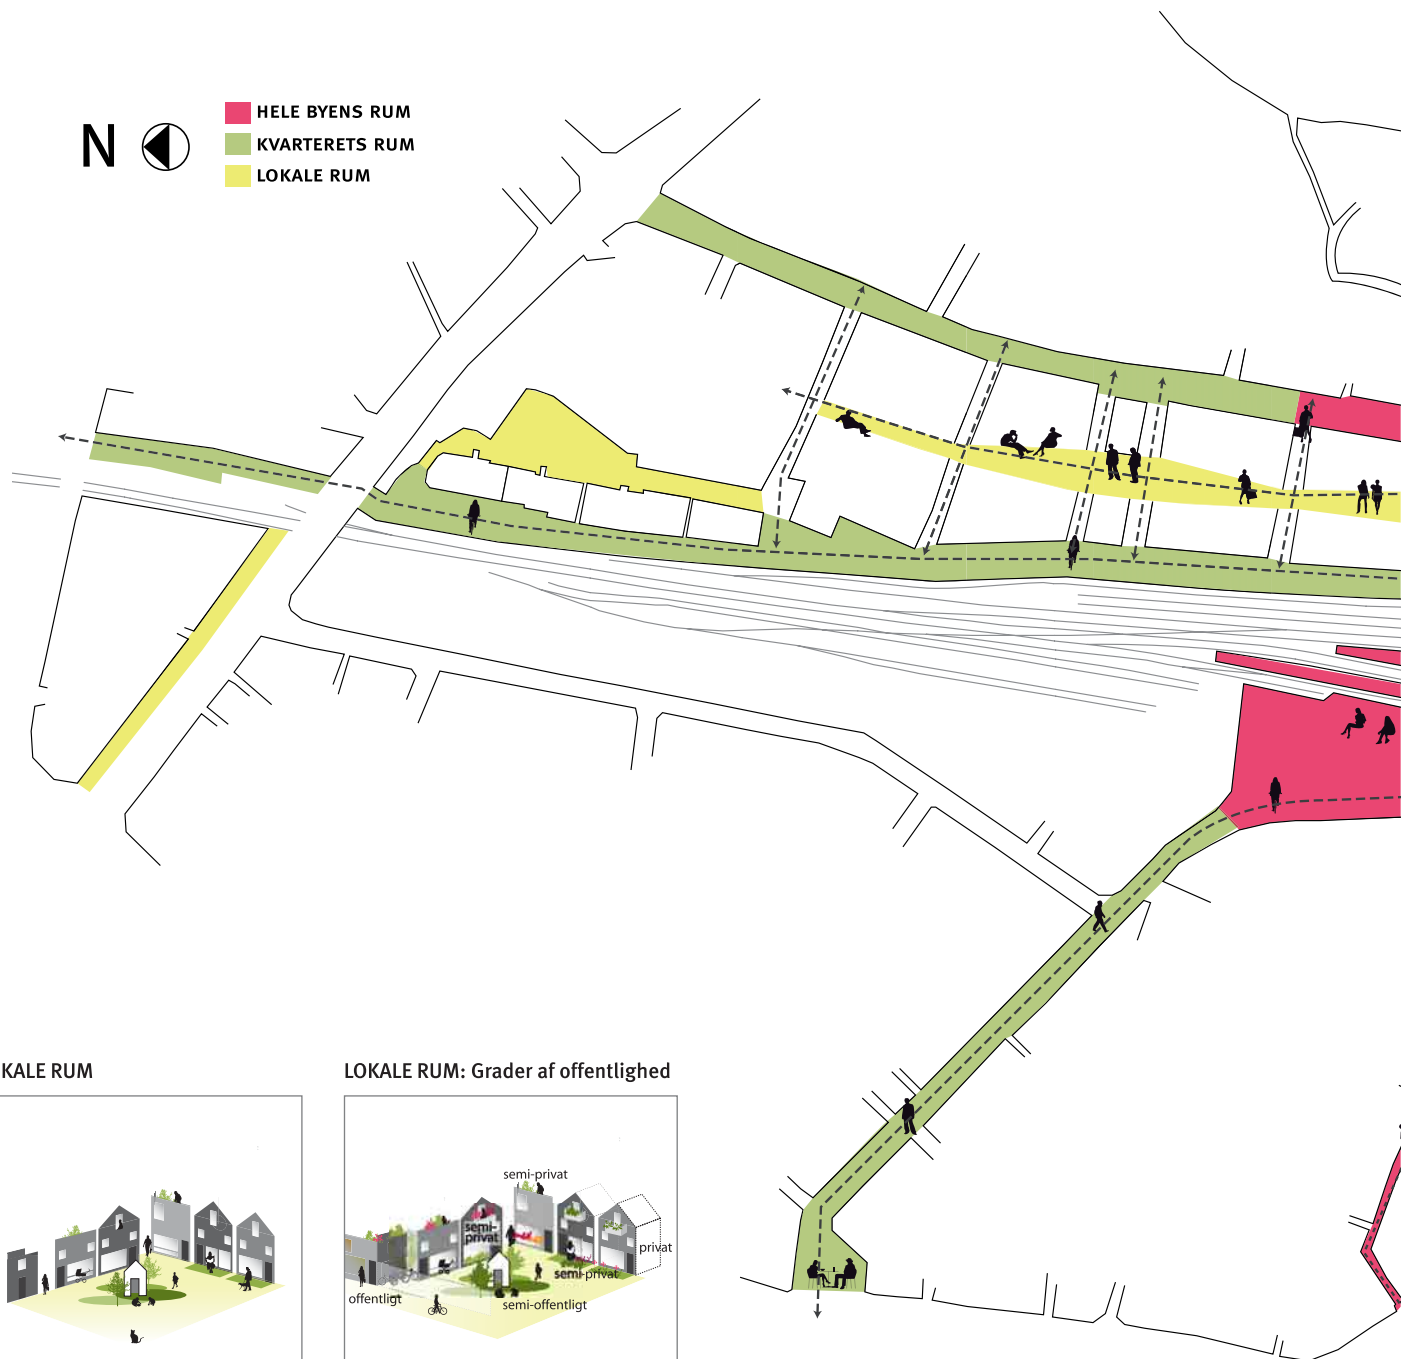 N
HELE BYENS RUM
KVARTERETS RUM
LOKALE RUM
KALE RUM
LOKALE RUM: Grader af offentlighed
semi-privat
semi-
privat
privat
semi-privat
offentligt
semi-offentligt